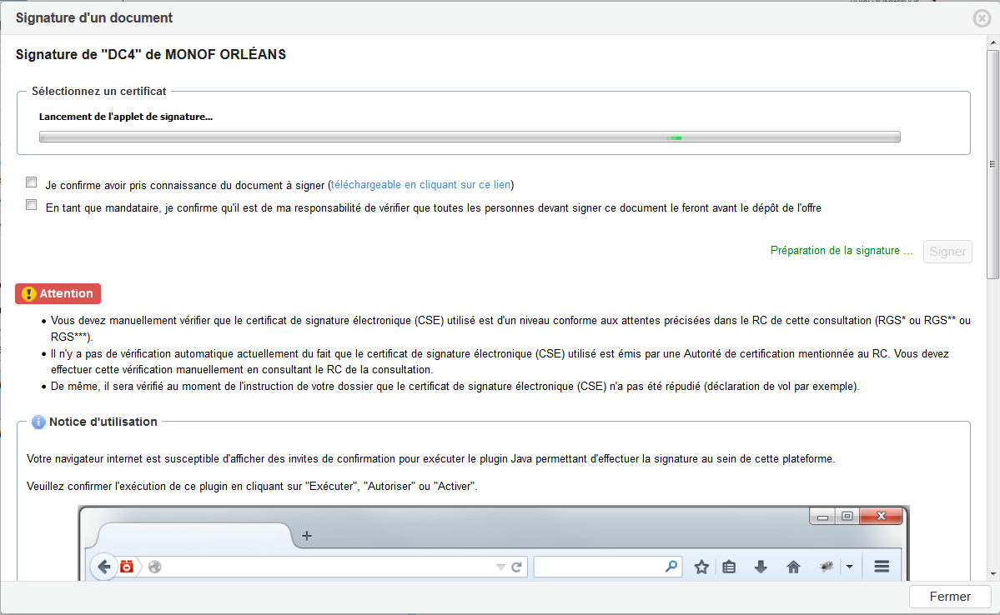 Signature d'un document
Signature de "DC4" de MONOF ORLÉANS
Sélectionnez un certificat
Lancement de l'applet de signature...
Je confirme avoir pris connaissance du document à signer (téléchargeable en cliquant sur ce lien)
En tant que mandataire, je confirme qu'il est de ma responsabilité de vérifier que toutes les personnes devant signer ce document le feront avant le dépôt de l'offre
Préparation de la signature ... Signer
Attention
• Vous devez manuellement vérifier que le certificat de signature électronique (CSE) utilisé est d'un niveau conforme aux attentes précisées dans le RC de cette consultation (RGS* ou RGS** ou
RGS***).
• Il n'y a pas de vérification automatique actuellement du fait que le certificat de signature électronique (CSE) utilisé est émis par une Autorité de certification mentionnée au RC. Vous devez
effectuer cette vérification manuellement en consultant le RC de la consultation.
• De même, il sera vérifié au moment de l'instruction de votre dossier que le certificat de signature électronique (CSE) n'a pas été répudié (déclaration de vol par exemple).
Notice d'utilisation
Votre navigateur internet est susceptible d'afficher des invites de confirmation pour exécuter le plugin Java permettant d'effectuer la signature au sein de cette plateforme.
Veuillez confirmer l'exécution de ce plugin en cliquant sur "Exécuter", "Autoriser" ou "Activer".
Fermer